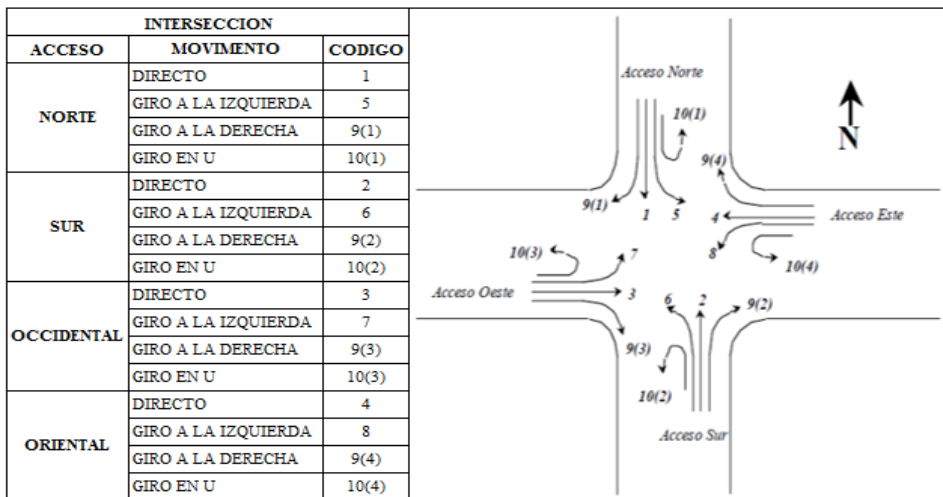 INTERSECCION
ACCESO MOVIMENTO CODIGO
NORTE
DIRECTO 1
GIRO A LA IZQUIERDA 5
GIRO A LA DERECHA 9(1)
GIRO EN U 10(1)
SUR
DIRECTO 2
GIRO A LA IZQUIERDA 6
GIRO A LA DERECHA 9(2)
GIRO EN U 10(2)
OCCIDENTAL
DIRECTO 3
GIRO A LA IZQUIERDA 7
GIRO A LA DERECHA 9(3)
GIRO EN U 10(3)
ORIENTAL
DIRECTO 4
GIRO A LA IZQUIERDA 8
GIRO A LA DERECHA 9(4)
GIRO EN U 10(4)
Acceso Norte
10(1)
N
9(4)
9(1) 1 5
4 Acceso Este
10(3) 7 8
10(4)
Acceso Oeste 3
6 2 9(2)
9(3)
10(2)
Acceso Sur